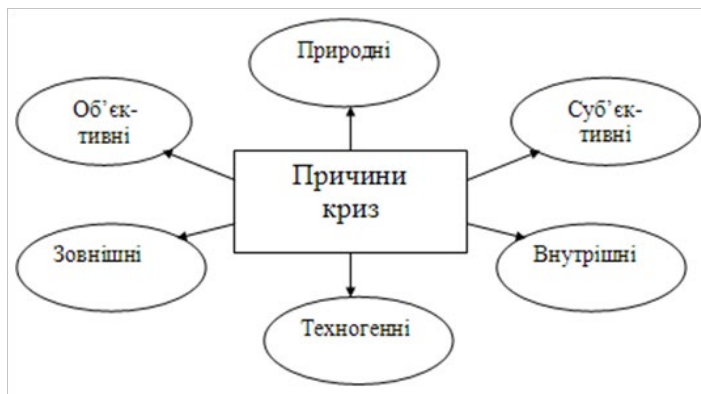 Природні
Об’єк-
тивні
Суб’єк-
тивні
Причини
криз
Зовнішні
Внутрішні
Техногенні